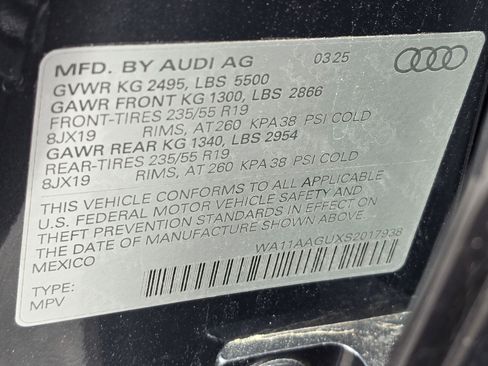 MFD. BY AUDI AG 03 25
GVWR KG 2495, LBS 5500
GAWR FRONT KG 1300, LBS 2866
FRONT-TIRES 235/55 R19
8JX19 RIMS, AT 260 KPA 38 PSI COLD
GAWR REAR KG 1340, LBS 2954
REAR-TIRES 235/55 R19
8JX19 RIMS, AT 260 KPA 38 PSI COLD
THIS VEHICLE CONFORMS TO ALL APPLICABLE
U.S. FEDERAL MOTOR VEHICLE SAFETY AND
THEFT PREVENTION STANDARDS IN EFFECT ON
THE DATE OF MANUFACTURE SHOWN ABOVE.
MEXICO WA11AAGUXS2017938
TYPE:
MPV